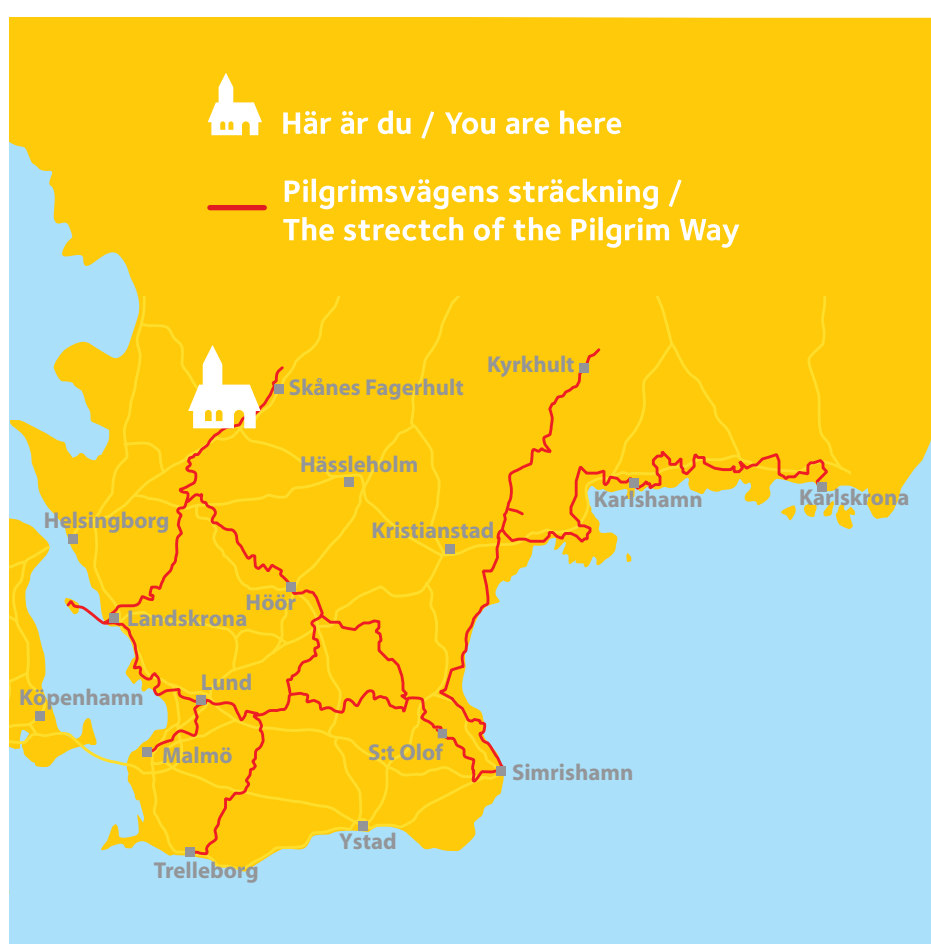 Här är du / You are here
Pilgrimsvägens sträckning /
The strectch of the Pilgrim Way
Kyrkhult
Skånes Fagerhult
Hässleholm
Karlshamn
Karlskrona
Helsingborg
Kristianstad
Höör
Landskrona
Lund
Köpenhamn
Malmö
S:t Olof
Simrishamn
Ystad
Trelleborg